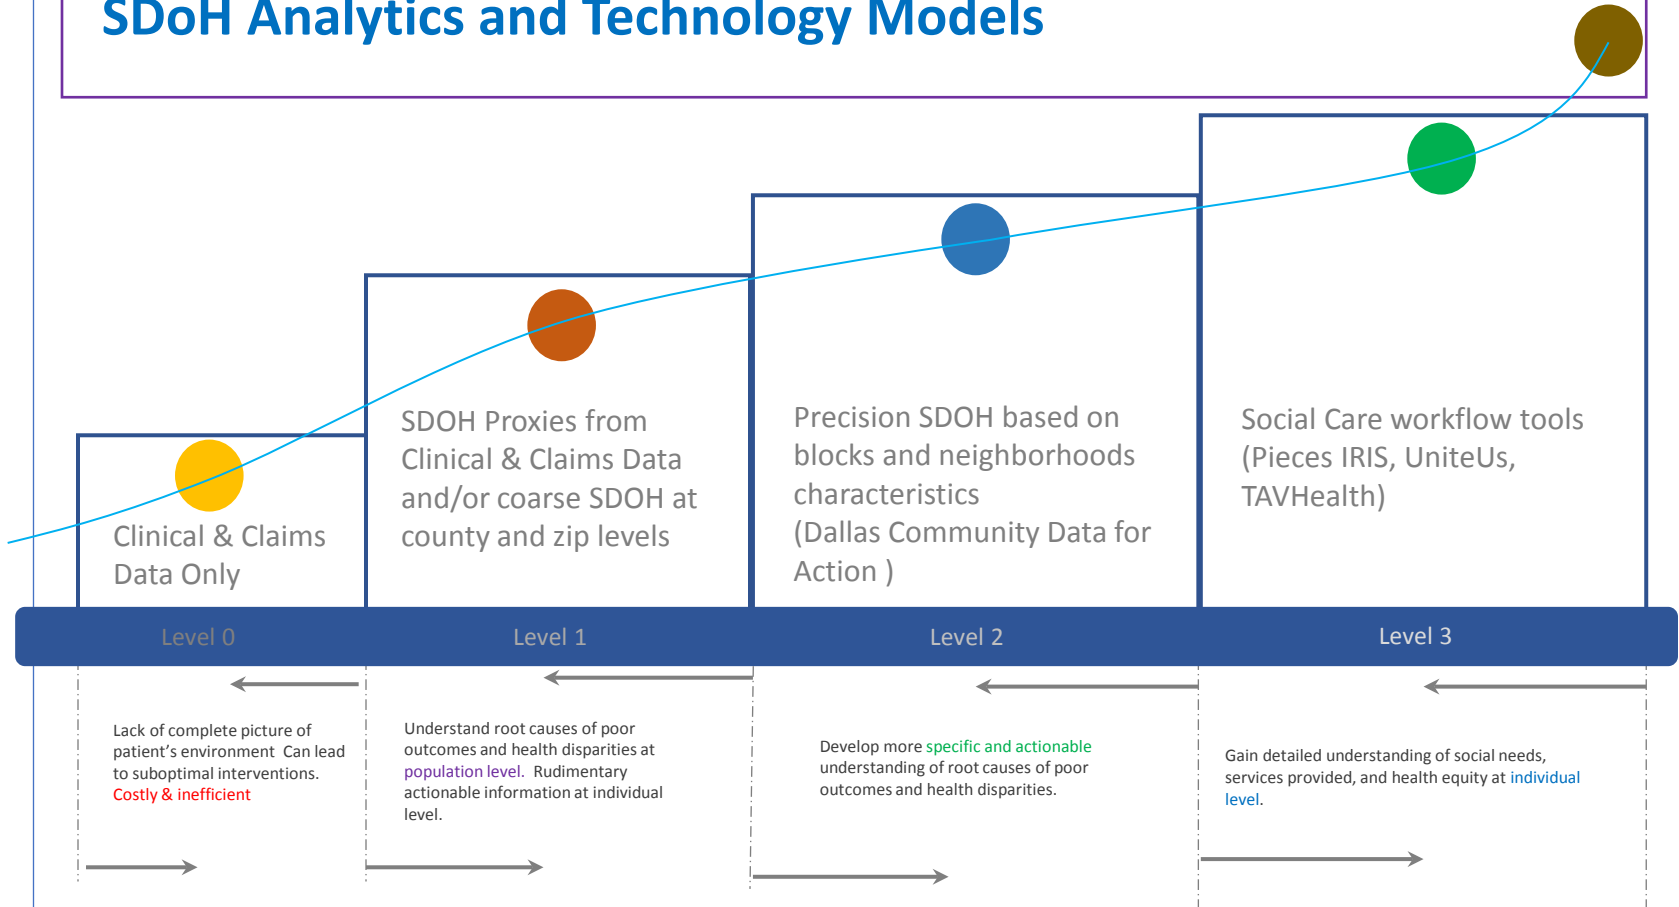 SDoH Analytics and Technology Models
Clinical & Claims
Data Only
SDOH Proxies from
Clinical & Claims Data
and/or coarse SDOH at
county and zip levels
Precision SDOH based on
blocks and neighborhoods
characteristics
(Dallas Community Data for
Action )
Social Care workflow tools
(Pieces IRIS, UniteUs,
TAVHealth)
Level 0
Level 1
Level 2
Level 3
Lack of complete picture of
patient's environment  Can lead
to suboptimal interventions.
Costly & inefficient
Understand root causes of poor
outcomes and health disparities at
population level.  Rudimentary
actionable information at individual
level.
Develop more specific and actionable
understanding of root causes of poor
outcomes and health disparities.
Gain detailed understanding of social needs,
services provided, and health equity at individual
level.